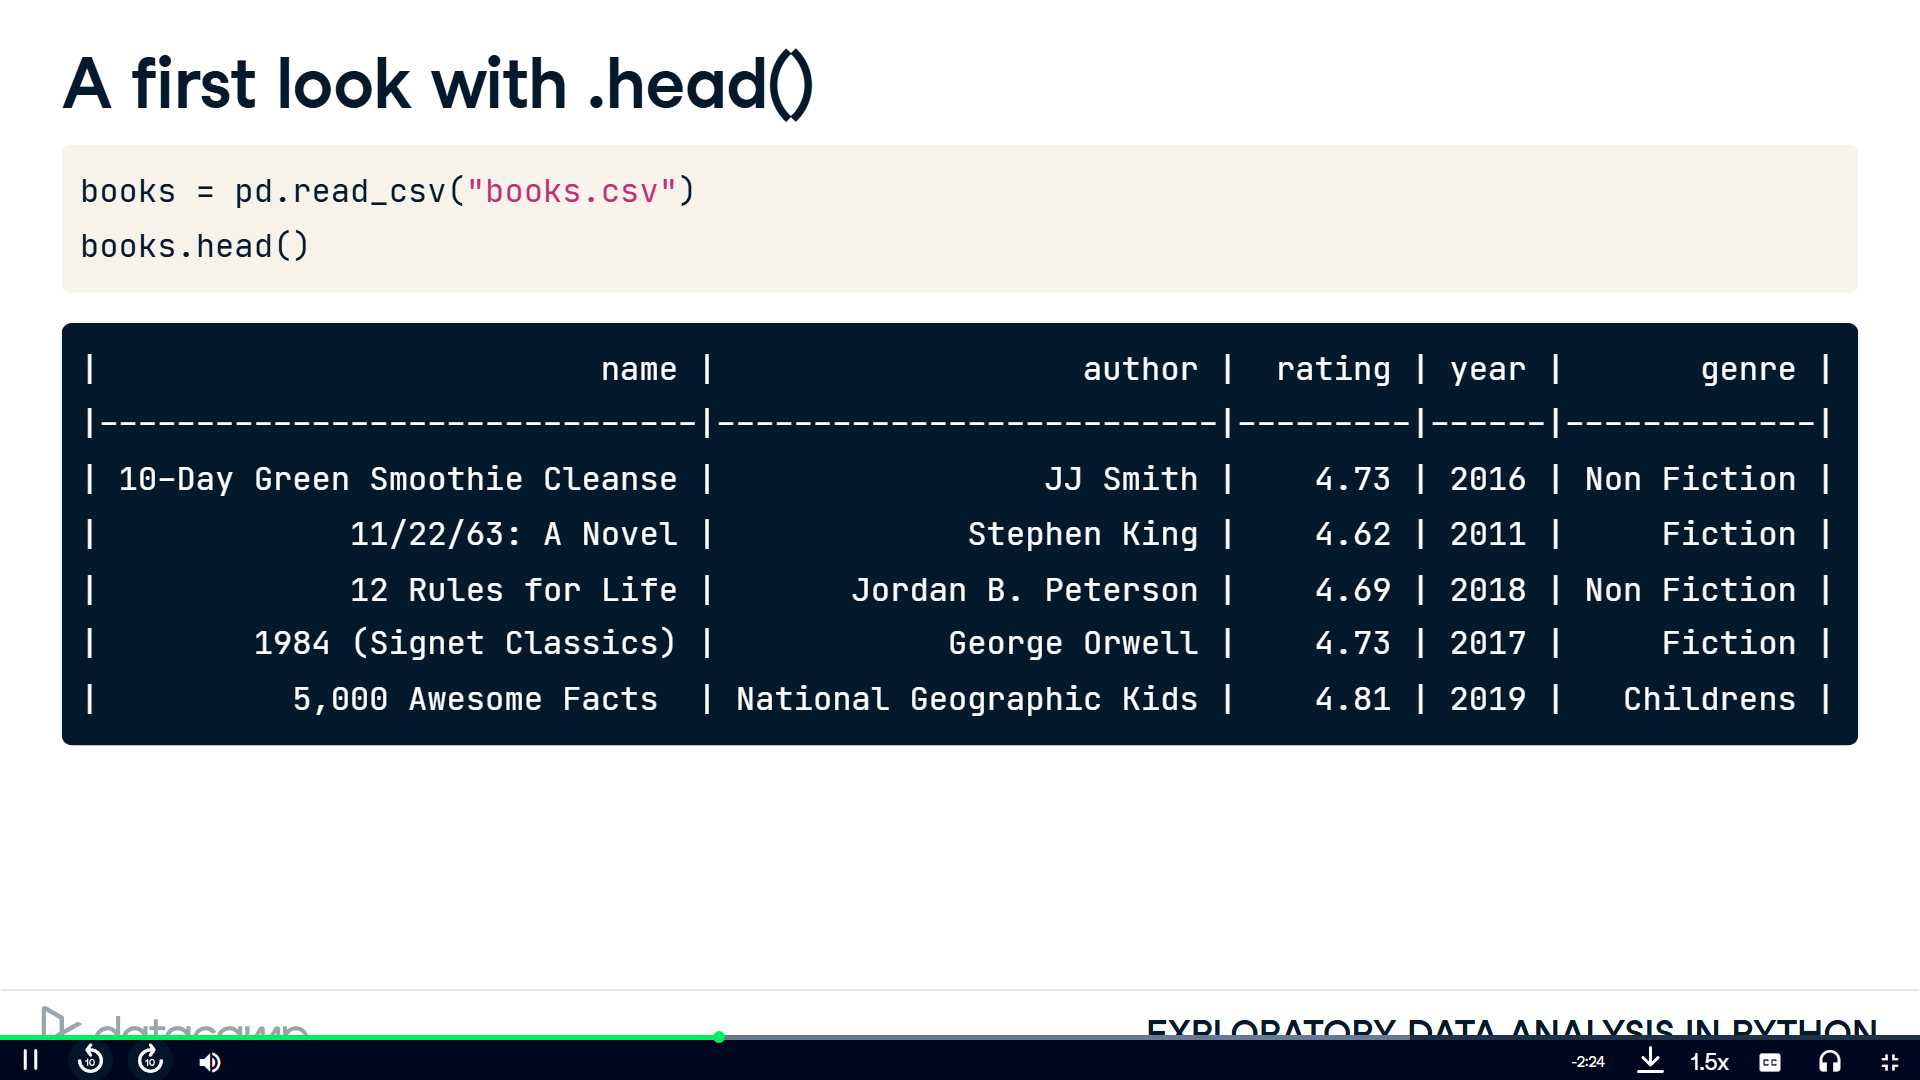 A first look with .head()
books = pd.read_csv("books.csv")
books.head()
| name | author | rating | year | genre |
|-------------------------------|--------------------------|---------|------|-------------|
| 10-Day Green Smoothie Cleanse | JJ Smith | 4.73 | 2016 | Non Fiction |
| 11/22/63: A Novel | Stephen King | 4.62 | 2011 | Fiction |
| 12 Rules for Life | Jordan B. Peterson | 4.69 | 2018 | Non Fiction |
| 1984 (Signet Classics) | George Orwell | 4.73 | 2017 | Fiction |
| 5,000 Awesome Facts | National Geographic Kids | 4.81 | 2019 | Childrens |
datacamp
EXPLORATORY DATA ANALYSIS IN PYTHON
10 10 -2:24 1.5x CC